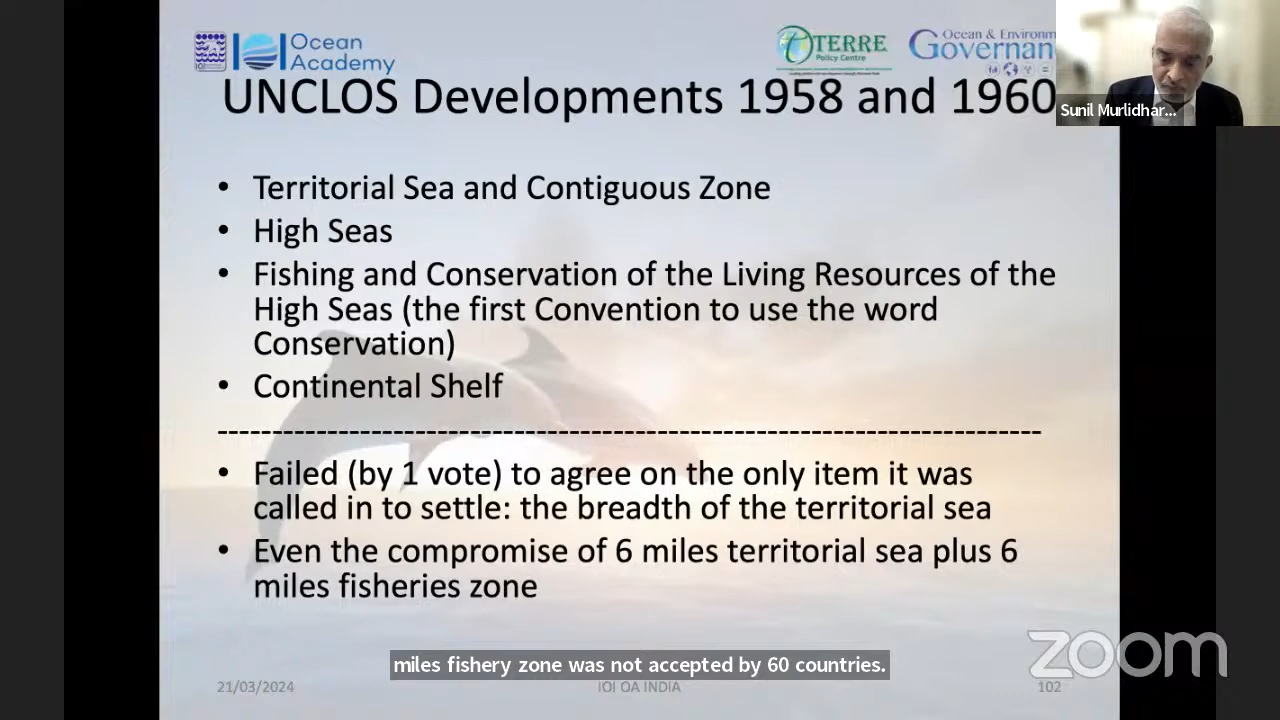 Ocean
Academy
TERRE
Policy Centre
Ocean & Environm
Governan
Sunil Murlidhar...
UNCLOS Developments 1958 and 1960
• Territorial Sea and Contiguous Zone
• High Seas
• Fishing and Conservation of the Living Resources of the
High Seas (the first Convention to use the word
Conservation)
• Continental Shelf
--------------------------------------------------------------------------
• Failed (by 1 vote) to agree on the only item it was
called in to settle: the breadth of the territorial sea
• Even the compromise of 6 miles territorial sea plus 6
miles fisheries zone
miles fishery zone was not accepted by 60 countries.
zoom
21/03/2024
IOI OA INDIA
102